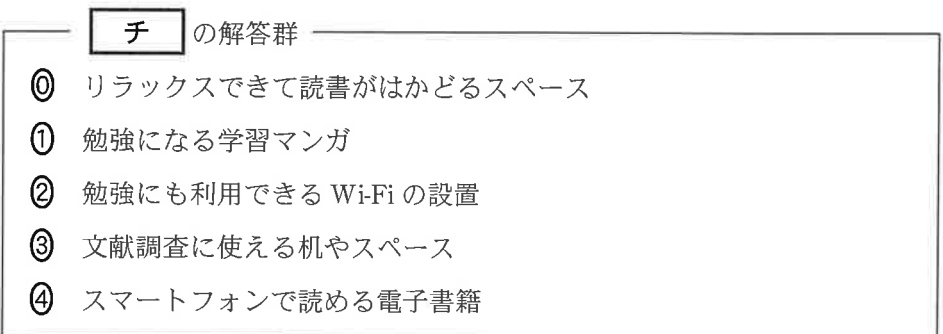 チ の解答群
⓪ リラックスできて読書がはかどるスペース
① 勉強になる学習マンガ
② 勉強にも利用できる Wi-Fi の設置
③ 文献調査に使える机やスペース
④ スマートフォンで読める電子書籍